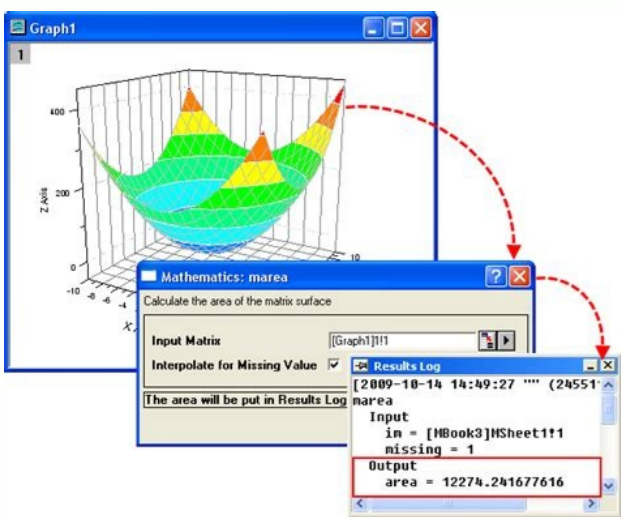 Graph1
1
400
200
0
Z Axis
-10
-8
-6
-4
X
10
Mathematics: marea
Calculate the area of the matrix surface
Input Matrix [Graph1]1!1
Interpolate for Missing Value
The area will be put in Results Log
Results Log
[2009-10-14 14:49:27 "" (24551
marea
Input
im = [MBook3]MSheet1!1
missing = 1
Output
area = 12274.241677616